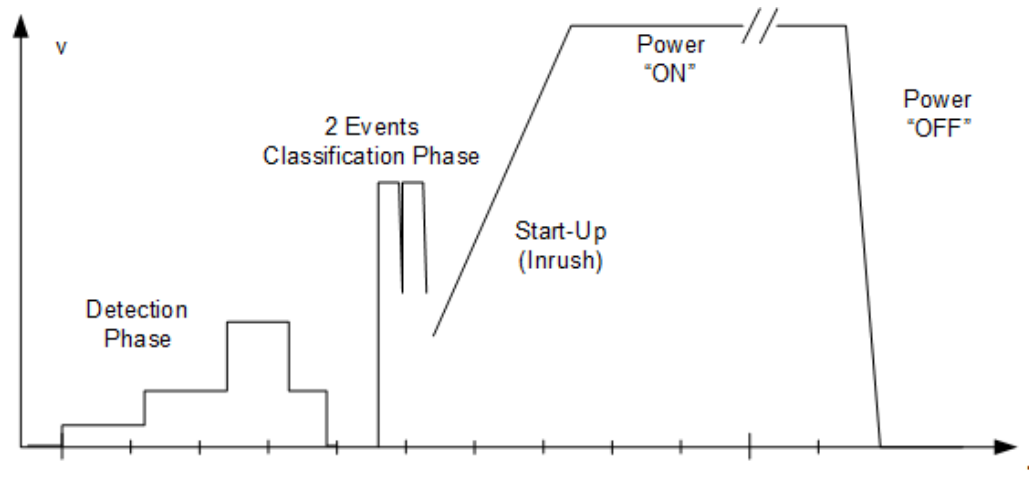 v
Power
“ON”
Power
“OFF”
2 Events
Classification Phase
Start-Up
(Inrush)
Detection
Phase